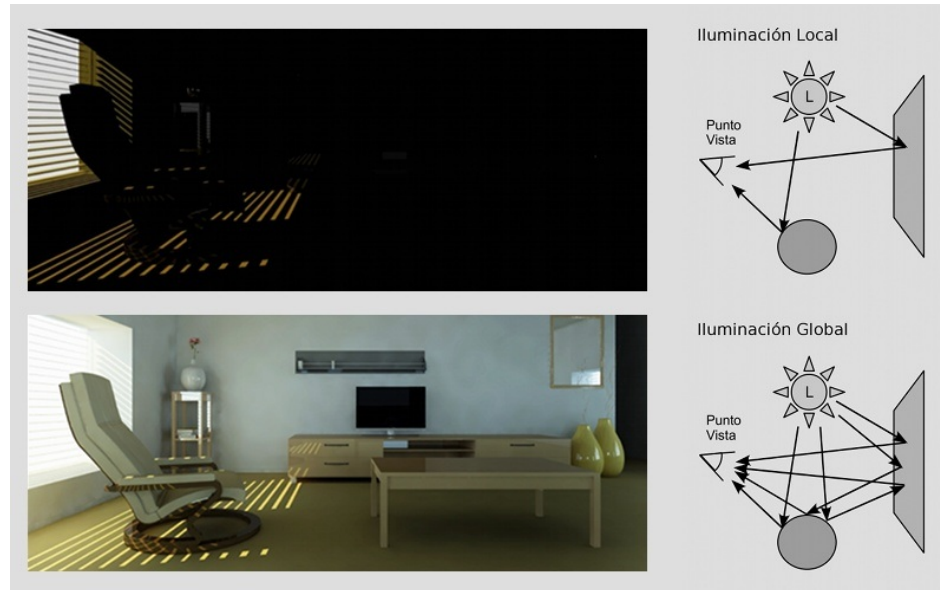 Iluminación Local
L
Punto
Vista
Iluminación Global
L
Punto
Vista